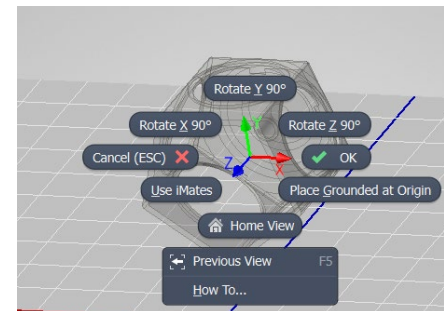 Rotate Y 90°
Rotate X 90°
Rotate Z 90°
Y
Cancel (ESC)
Z
X
OK
Use iMates
Place Grounded at Origin
Home View
Previous View F5
How To...